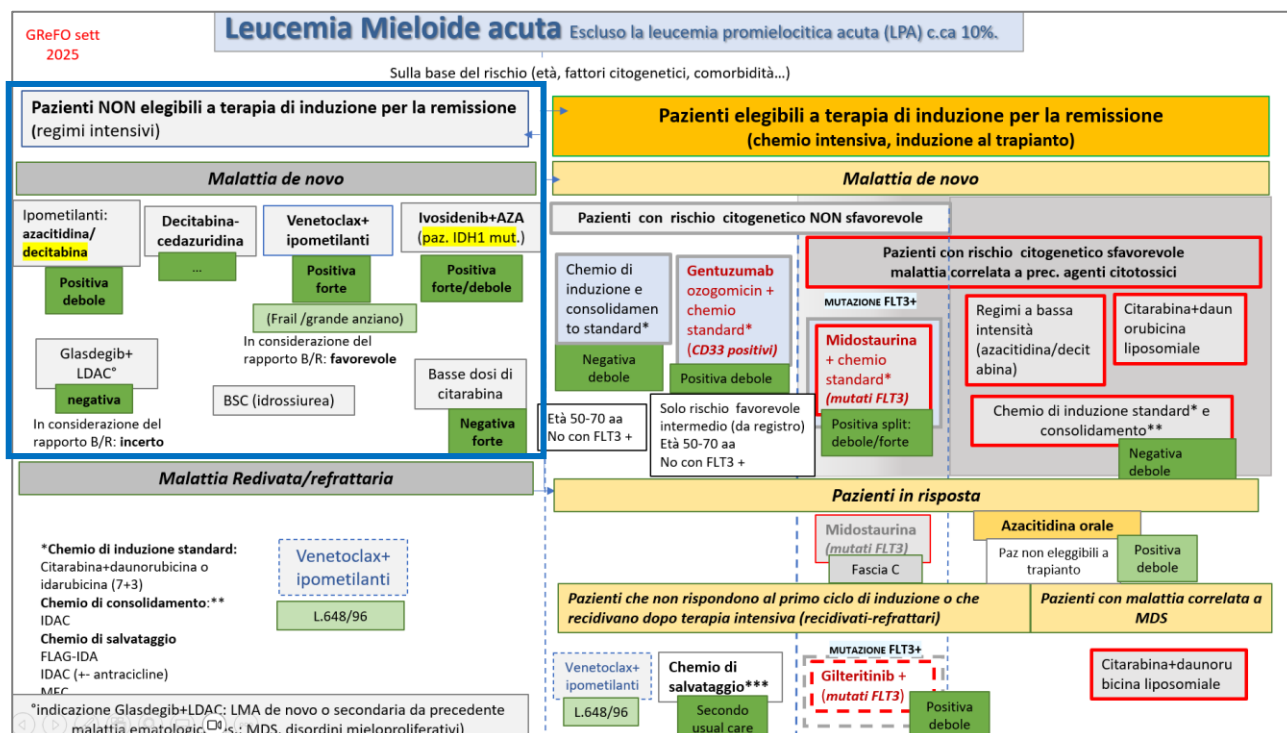 GReFO sett
2025
Leucemia Mieloide acuta Escluso la leucemia promielocitica acuta (LPA) c.ca 10%.
Sulla base del rischio (età, fattori citogenetici, comorbidità...)
Pazienti NON elegibili a terapia di induzione per la remissione
(regimi intensivi)
Malattia de novo
Ipometilanti:
azacitidina/
decitabina
Positiva
debole
Decitabina-
cedazuridina
...
Venetoclax+
ipometilanti
Positiva
forte
(Frail /grande anziano)
In considerazione del
rapporto B/R: favorevole
Ivosidenib+AZA
(paz. IDH1 mut.)
Positiva
forte/debole
Glasdegib+
LDAC°
negativa
In considerazione del
rapporto B/R: incerto
BSC (idrossiurea)
Basse dosi di
citarabina
Negativa
forte
Malattia Redivata/refrattaria
*Chemio di induzione standard:
Citarabina+daunorubicina o
idarubicina (7+3)
Chemio di consolidamento:**
IDAC
Chemio di salvataggio
FLAG-IDA
IDAC (+- antracicline)
MEC
Venetoclax+
ipometilanti
L.648/96
°indicazione Glasdegib+LDAC: LMA de novo o secondaria da precedente
malattia ematologic
MDS, disordini mieloproliferativi)
Pazienti elegibili a terapia di induzione per la remissione
(chemio intensiva, induzione al trapianto)
Malattia de novo
Pazienti con rischio citogenetico NON sfavorevole
Pazienti con rischio citogenetico sfavorevole
malattia correlata a prec. agenti citotossici
Chemio di
induzione e
consolidamen
to standard*
Negativa
debole
Età 50-70 aa
No con FLT3 +
Gentuzumab
ozogomicin +
chemio
standard*
(CD33 positivi)
Positiva debole
Solo rischio favorevole
intermedio (da registro)
Età 50-70 aa
No con FLT3 +
MUTAZIONE FLT3+
Midostaurina
+ chemio
standard*
(mutati FLT3)
Positiva split:
debole/forte
Regimi a bassa
intensità
(azacitidina/decit
abina)
Citarabina+daun
orubicina
liposomiale
Chemio di induzione standard* e
consolidamento**
Negativa
debole
Pazienti in risposta
Midostaurina
(mutati FLT3)
Fascia C
Azacitidina orale
Paz non eleggibili a
trapianto
Positiva
debole
Pazienti che non rispondono al primo ciclo di induzione o che
recidivano dopo terapia intensiva (recidivati-refrattari)
Pazienti con malattia correlata a
MDS
Venetoclax+
ipometilanti
L.648/96
Chemio di
salvataggio***
Secondo
usual care
MUTAZIONE FLT3+
Gilteritinib +
(mutati FLT3)
Positiva
debole
Citarabina+daunoru
bicina liposomiale